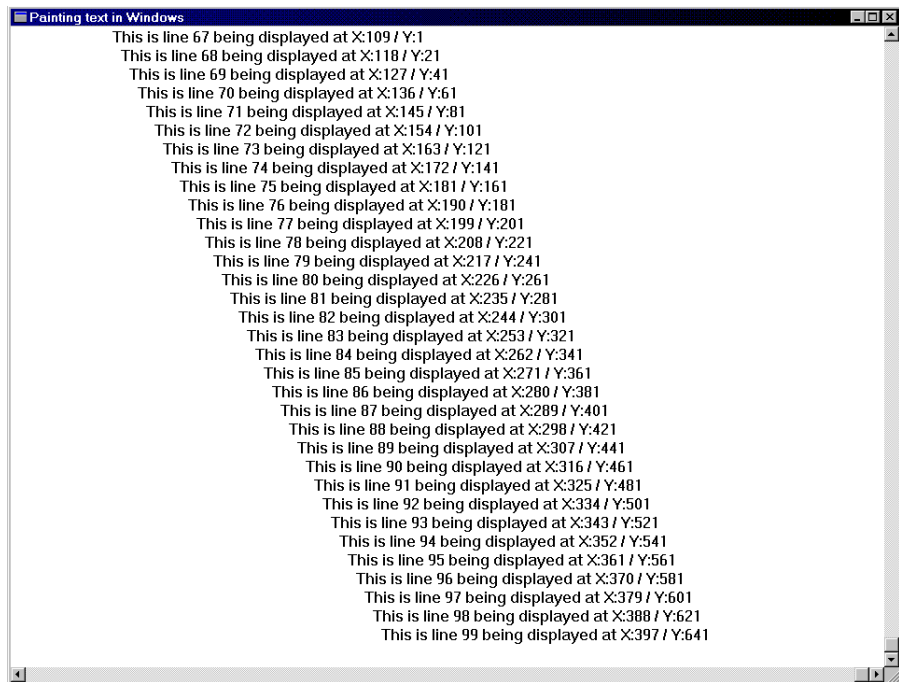 Painting text in Windows
This is line 67 being displayed at X:109 / Y:1
This is line 68 being displayed at X:118 / Y:21
This is line 69 being displayed at X:127 / Y:41
This is line 70 being displayed at X:136 / Y:61
This is line 71 being displayed at X:145 / Y:81
This is line 72 being displayed at X:154 / Y:101
This is line 73 being displayed at X:163 / Y:121
This is line 74 being displayed at X:172 / Y:141
This is line 75 being displayed at X:181 / Y:161
This is line 76 being displayed at X:190 / Y:181
This is line 77 being displayed at X:199 / Y:201
This is line 78 being displayed at X:208 / Y:221
This is line 79 being displayed at X:217 / Y:241
This is line 80 being displayed at X:226 / Y:261
This is line 81 being displayed at X:235 / Y:281
This is line 82 being displayed at X:244 / Y:301
This is line 83 being displayed at X:253 / Y:321
This is line 84 being displayed at X:262 / Y:341
This is line 85 being displayed at X:271 / Y:361
This is line 86 being displayed at X:280 / Y:381
This is line 87 being displayed at X:289 / Y:401
This is line 88 being displayed at X:298 / Y:421
This is line 89 being displayed at X:307 / Y:441
This is line 90 being displayed at X:316 / Y:461
This is line 91 being displayed at X:325 / Y:481
This is line 92 being displayed at X:334 / Y:501
This is line 93 being displayed at X:343 / Y:521
This is line 94 being displayed at X:352 / Y:541
This is line 95 being displayed at X:361 / Y:561
This is line 96 being displayed at X:370 / Y:581
This is line 97 being displayed at X:379 / Y:601
This is line 98 being displayed at X:388 / Y:621
This is line 99 being displayed at X:397 / Y:641